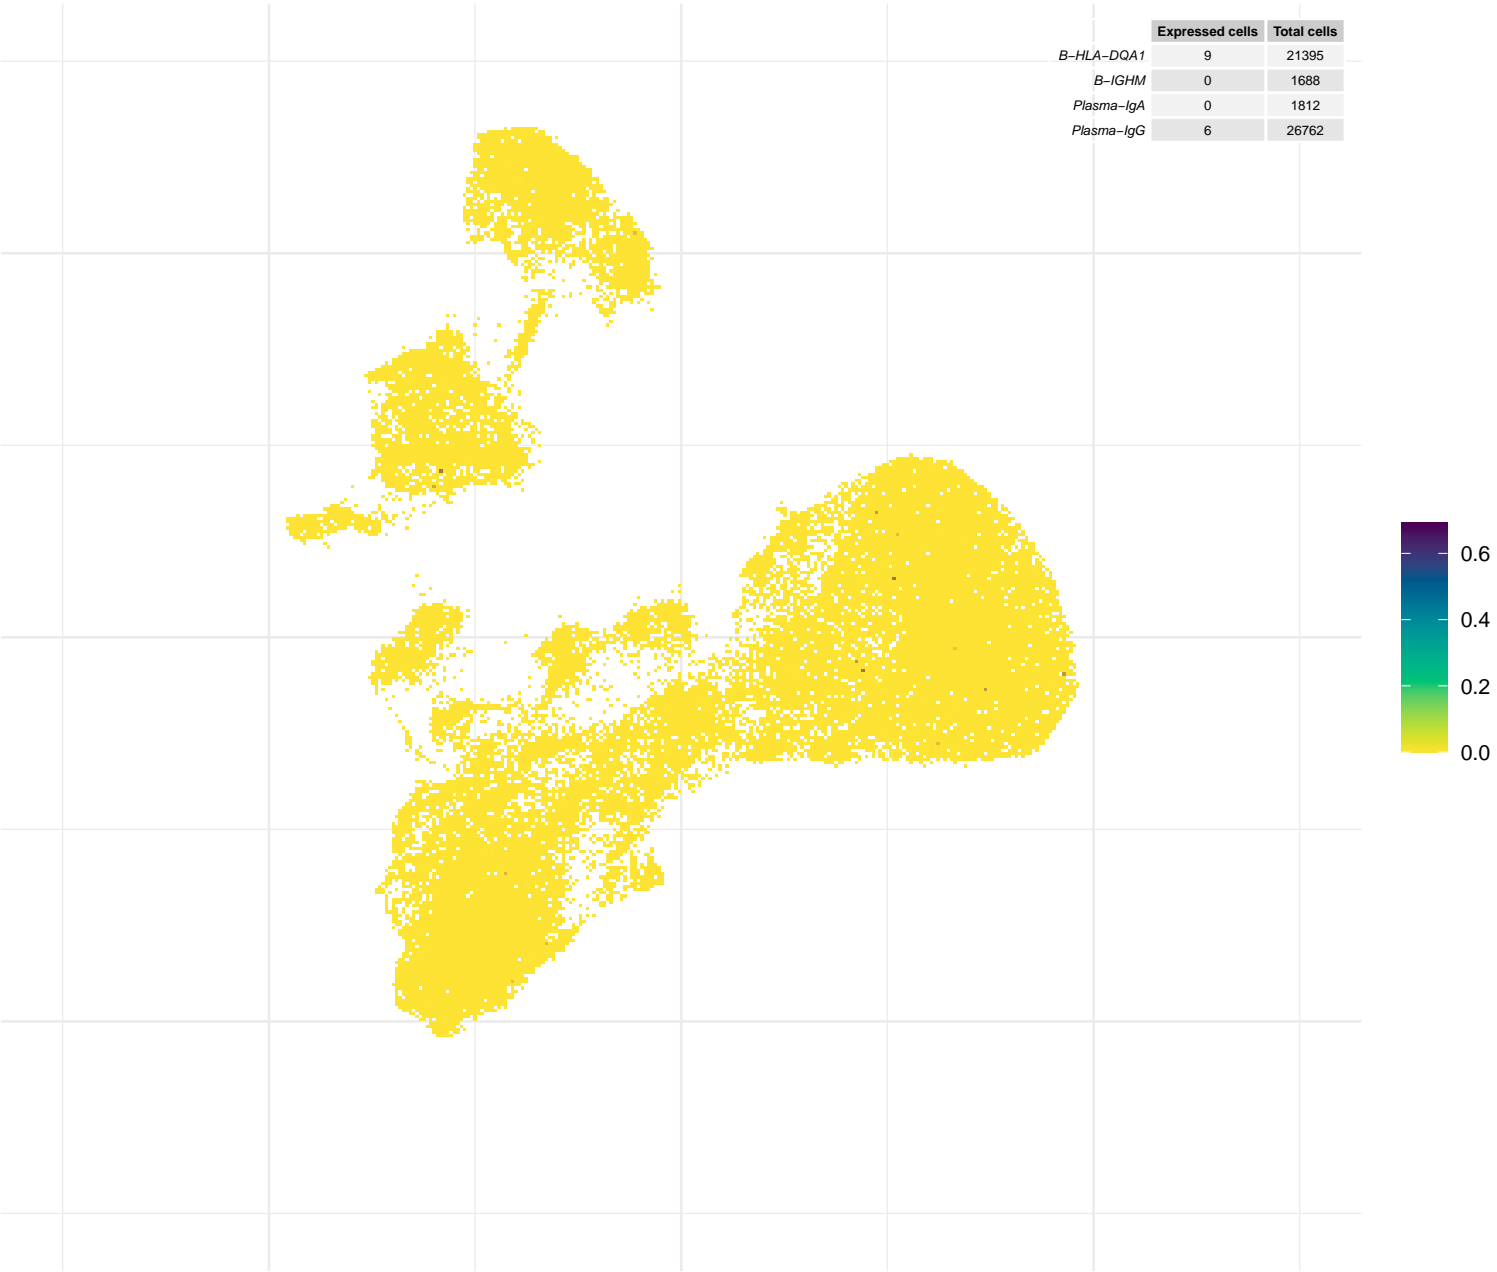 Expressed cells Total cells
B−HLA−DQA1 9 21395
B−IGHM 0 1688
Plasma−IgA 0 1812
Plasma−IgG 6 26762
0.6
0.4
0.2
0.0